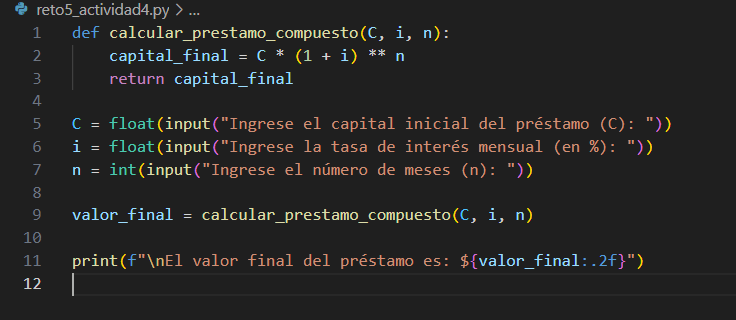 reto5_actividad4.py > ...
1 def calcular_prestamo_compuesto(C, i, n):
2     capital_final = C * (1 + i) ** n
3     return capital_final
4
5 C = float(input("Ingrese el capital inicial del préstamo (C): "))
6 i = float(input("Ingrese la tasa de interés mensual (en %): "))
7 n = int(input("Ingrese el número de meses (n): "))
8
9 valor_final = calcular_prestamo_compuesto(C, i, n)
10
11 print(f"\nEl valor final del préstamo es: ${valor_final:.2f}")
12